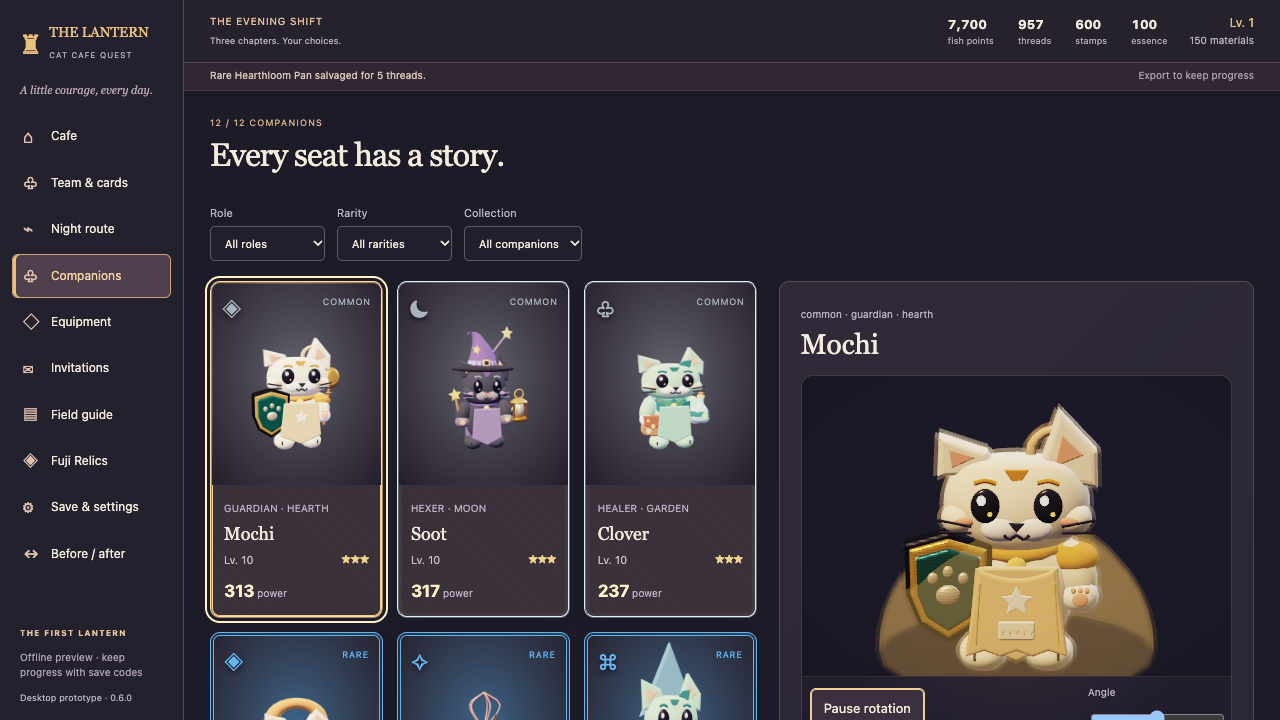 THE LANTERN
CAT CAFE QUEST
A little courage, every day.
Cafe
Team & cards
Night route
Companions
Equipment
Invitations
Field guide
Fuji Relics
Save & settings
Before / after
THE FIRST LANTERN
Offline preview · keep
progress with save codes
Desktop prototype · 0.6.0
THE EVENING SHIFT
Three chapters. Your choices.
7,700 957 600 100 Lv. 1
fish points threads stamps essence 150 materials
Rare Hearthloom Pan salvaged for 5 threads.
Export to keep progress
12 / 12 COMPANIONS
Every seat has a story.
Role Rarity Collection
All roles All rarities All companions
COMMON COMMON COMMON
GUARDIAN · HEARTH
Mochi
Lv. 10
313 power
HEXER · MOON
Soot
Lv. 10
317 power
HEALER · GARDEN
Clover
Lv. 10
237 power
RARE RARE RARE
common · guardian · hearth
Mochi
Pause rotation
Angle